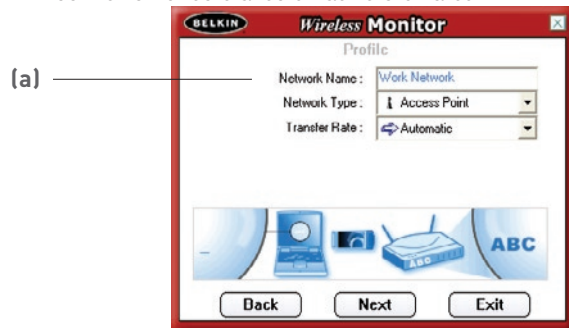 BELKIN Wireless Monitor
Profile
(a) Network Name : Work Network
Network Type : Access Point
Transfer Rate : Automatic
ABC ABC
Back Next Exit